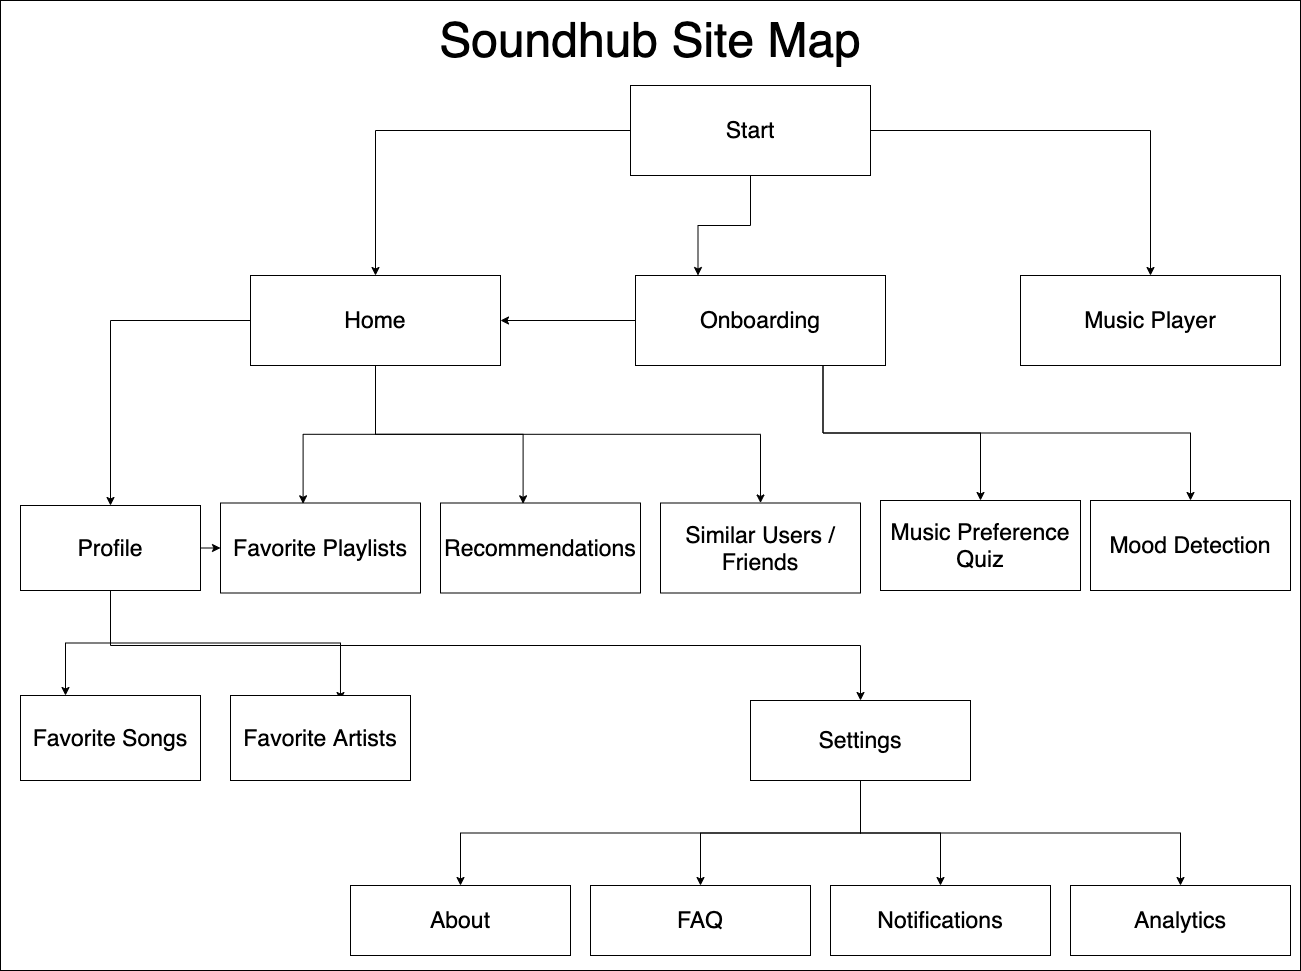 Soundhub Site Map
Start
Home
Onboarding
Music Player
Profile
Favorite Playlists
Recommendations
Similar Users /
Friends
Music Preference
Quiz
Mood Detection
Favorite Songs
Favorite Artists
Settings
About
FAQ
Notifications
Analytics